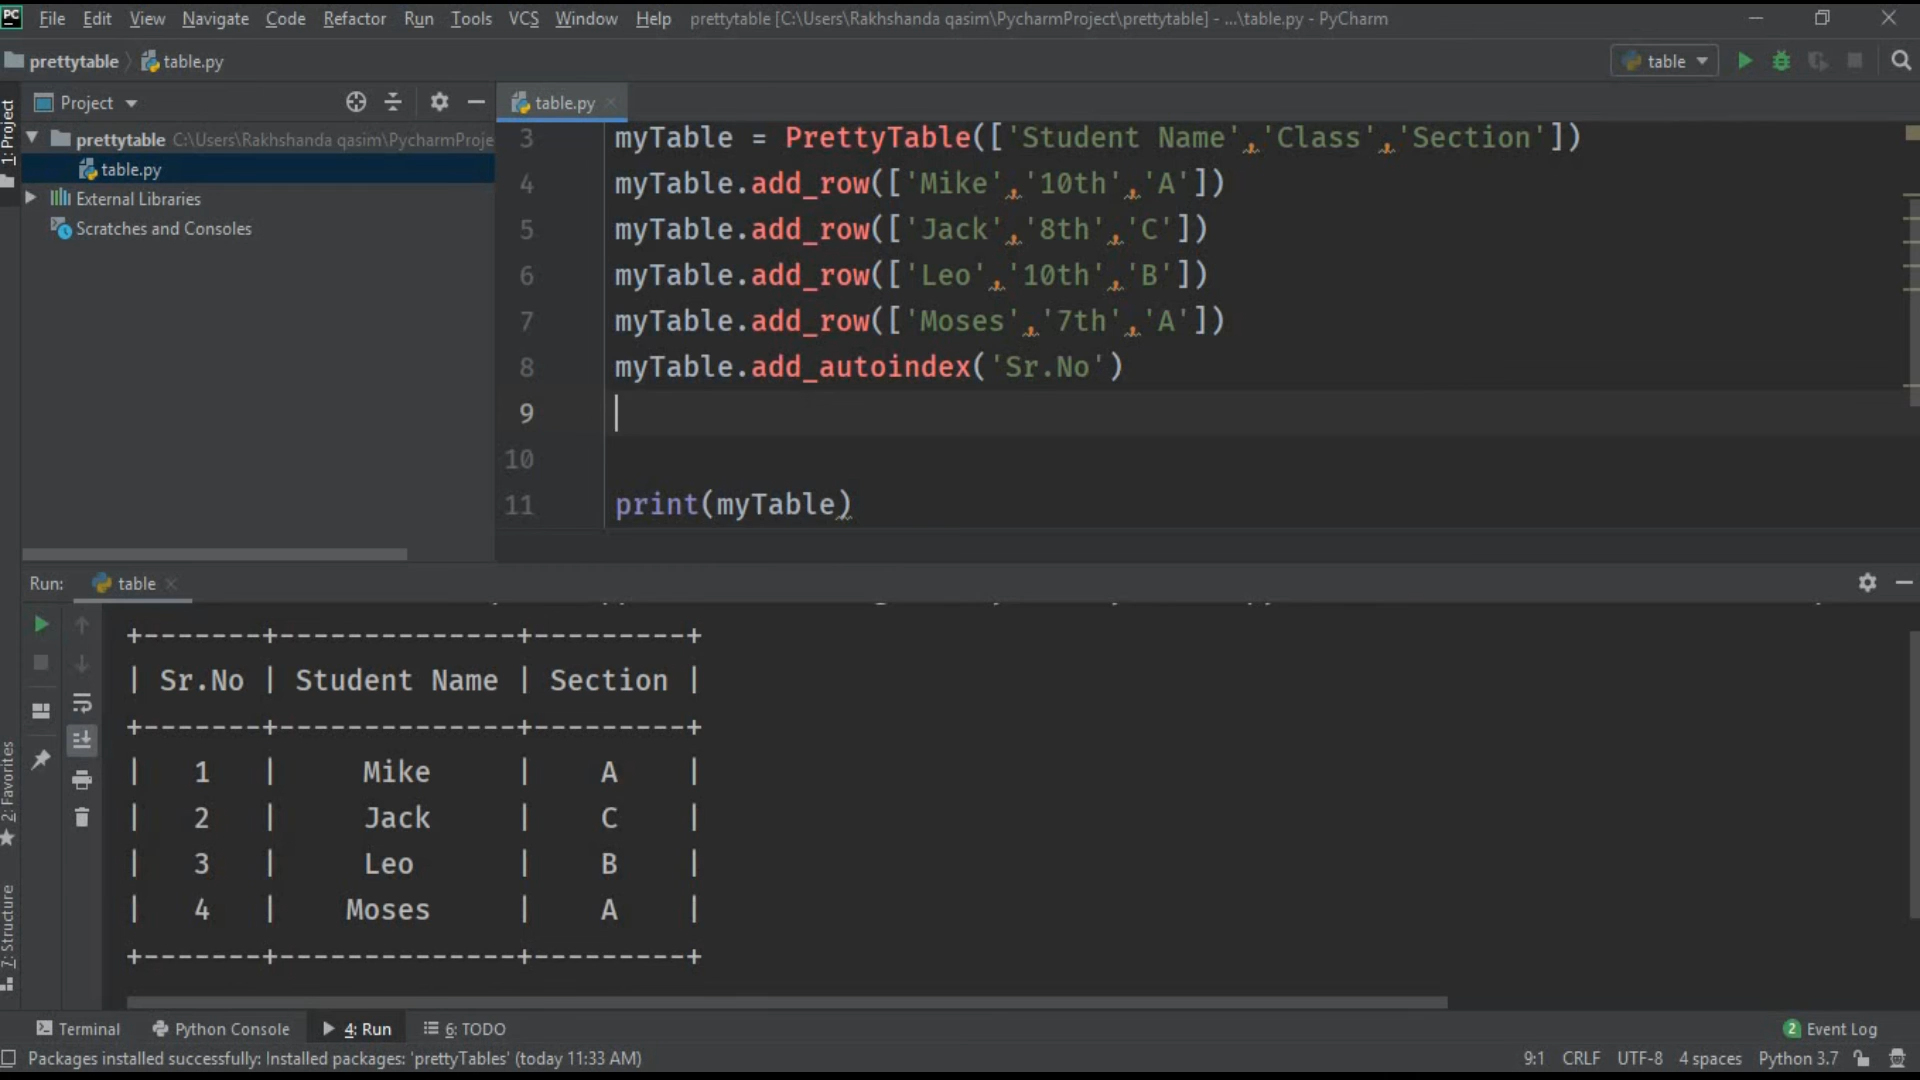 PC File Edit View Navigate Code Refactor Run Tools VCS Window Help prettytable [C:\Users\Rakhshanda qasim\PycharmProject\prettytable] - ...\table.py - PyCharm
prettytable table.py table
1: Project
Project
table.py
prettytable C:\Users\Rakhshanda qasim\PycharmProje
table.py
External Libraries
Scratches and Consoles
3 myTable = PrettyTable(['Student Name','Class','Section'])
4 myTable.add_row(['Mike','10th','A'])
5 myTable.add_row(['Jack','8th','C'])
6 myTable.add_row(['Leo','10th','B'])
7 myTable.add_row(['Moses','7th','A'])
8 myTable.add_autoindex('Sr.No')
9
10
11 print(myTable)
Run: table
+-------+--------------+---------+
| Sr.No | Student Name | Section |
+-------+--------------+---------+
| 1 | Mike | A |
| 2 | Jack | C |
| 3 | Leo | B |
| 4 | Moses | A |
+-------+--------------+---------+
2: Favorites
7: Structure
Terminal Python Console 4: Run 6: TODO 2 Event Log
Packages installed successfully: Installed packages: 'prettyTables' (today 11:33 AM) 9:1 CRLF UTF-8 4 spaces Python 3.7